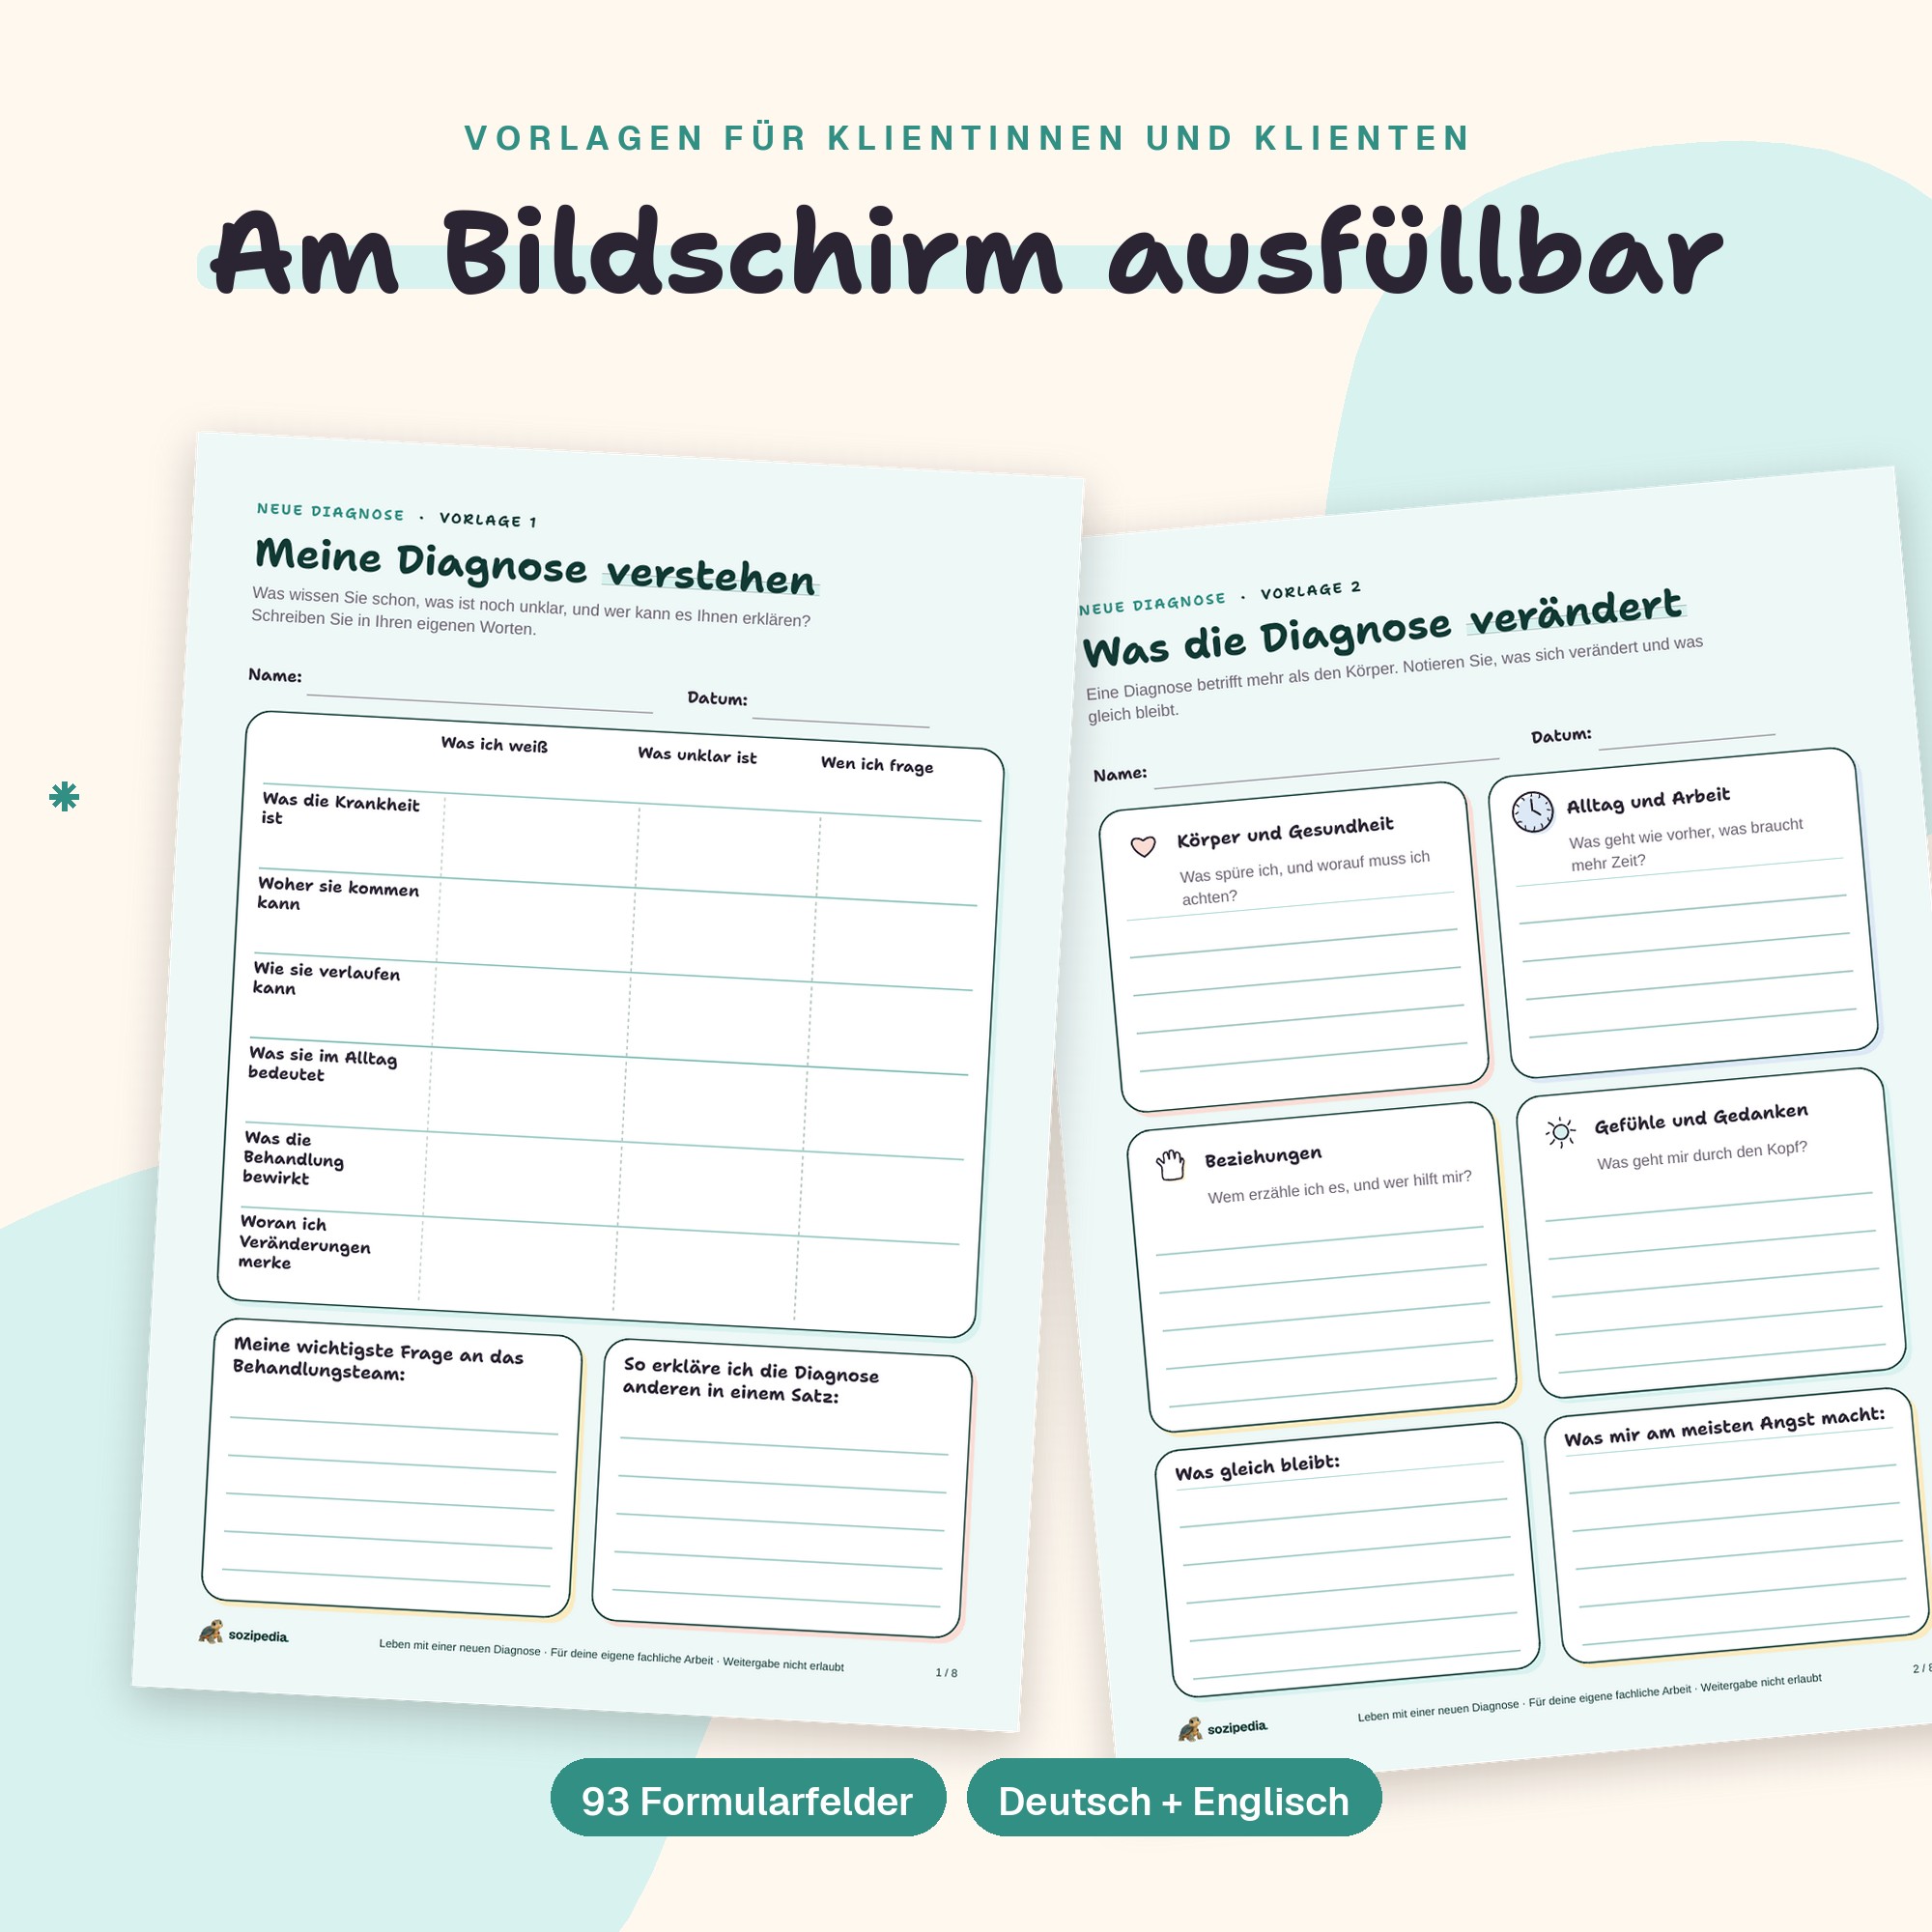 VORLAGEN FÜR KLIENTINNEN UND KLIENTEN
Am Bildschirm ausfüllbar
NEUE DIAGNOSE · VORLAGE 1
Meine Diagnose verstehen
Was wissen Sie schon, was ist noch unklar, und wer kann es Ihnen erklären?
Schreiben Sie in Ihren eigenen Worten.
Name:
Datum:
Was ich weiß
Was unklar ist
Wen ich frage
Was die Krankheit
ist
Woher sie kommen
kann
Wie sie verlaufen
kann
Was sie im Alltag
bedeutet
Was die
Behandlung
bewirkt
Woran ich
Veränderungen
merke
Meine wichtigste Frage an das
Behandlungsteam:
So erkläre ich die Diagnose
anderen in einem Satz:
sozipedia.
Leben mit einer neuen Diagnose · Für deine eigene fachliche Arbeit · Weitergabe nicht erlaubt
1 / 8
NEUE DIAGNOSE · VORLAGE 2
Was die Diagnose verändert
Eine Diagnose betrifft mehr als den Körper. Notieren Sie, was sich verändert und was
gleich bleibt.
Name:
Datum:
Körper und Gesundheit
Was spüre ich, und worauf muss ich
achten?
Alltag und Arbeit
Was geht wie vorher, was braucht
mehr Zeit?
Beziehungen
Wem erzähle ich es, und wer hilft mir?
Gefühle und Gedanken
Was geht mir durch den Kopf?
Was gleich bleibt:
Was mir am meisten Angst macht:
sozipedia.
Leben mit einer neuen Diagnose · Für deine eigene fachliche Arbeit · Weitergabe nicht erlaubt
2 / 8
93 Formularfelder
Deutsch + Englisch